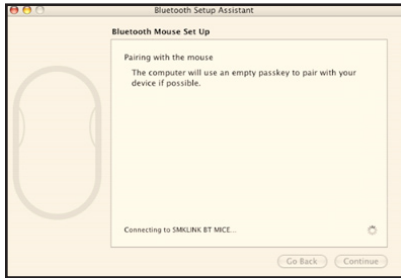 Bluetooth Setup Assistant
Bluetooth Mouse Set Up
Pairing with the mouse
The computer will use an empty passkey to pair with your
device if possible.
Connecting to SMKLINK BT MICE...
Go Back
Continue